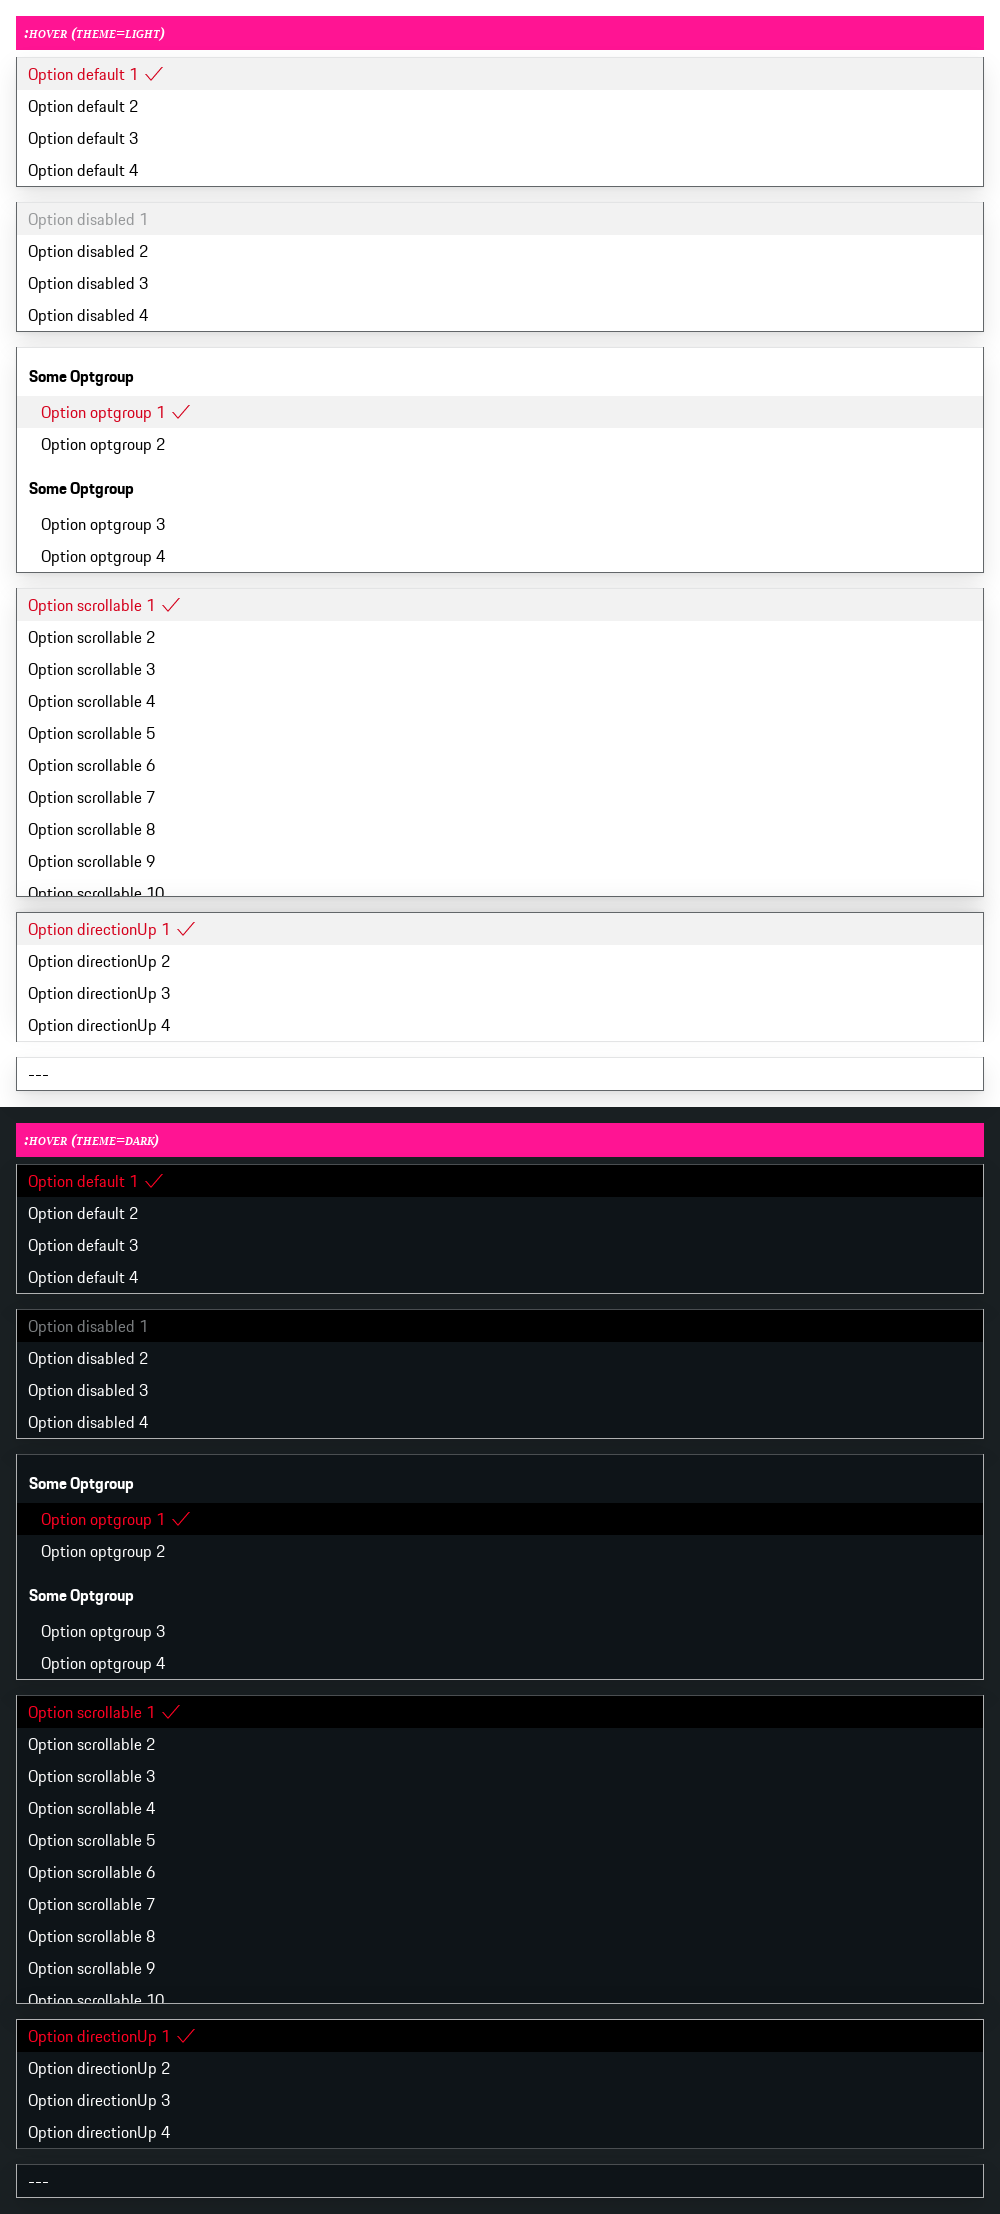 :hover (theme=light)
Option default 1
Option default 2
Option default 3
Option default 4
Option disabled 1
Option disabled 2
Option disabled 3
Option disabled 4
Some Optgroup
Option optgroup 1
Option optgroup 2
Some Optgroup
Option optgroup 3
Option optgroup 4
Option scrollable 1
Option scrollable 2
Option scrollable 3
Option scrollable 4
Option scrollable 5
Option scrollable 6
Option scrollable 7
Option scrollable 8
Option scrollable 9
Option scrollable 10
Option directionUp 1
Option directionUp 2
Option directionUp 3
Option directionUp 4
---
:hover (theme=dark)
Option default 1
Option default 2
Option default 3
Option default 4
Option disabled 1
Option disabled 2
Option disabled 3
Option disabled 4
Some Optgroup
Option optgroup 1
Option optgroup 2
Some Optgroup
Option optgroup 3
Option optgroup 4
Option scrollable 1
Option scrollable 2
Option scrollable 3
Option scrollable 4
Option scrollable 5
Option scrollable 6
Option scrollable 7
Option scrollable 8
Option scrollable 9
Option scrollable 10
Option directionUp 1
Option directionUp 2
Option directionUp 3
Option directionUp 4
---